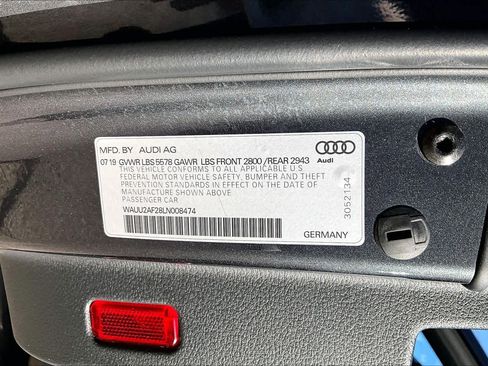 MFD. BY AUDI AG
07 19 GVWR LBS 5578 GAWR LBS FRONT 2800 /REAR 2943
THIS VEHICLE CONFORMS TO ALL APPLICABLE U.S
FEDERAL MOTOR VEHICLE SAFETY, BUMPER AND THEFT
PREVENTION STANDARDS IN EFFECT ON THE DATE OF
MANUFACTURE SHOWN ABOVE.
PASSENGER CAR
WAUU2AF28LN008474
Audi
3052134
GERMANY